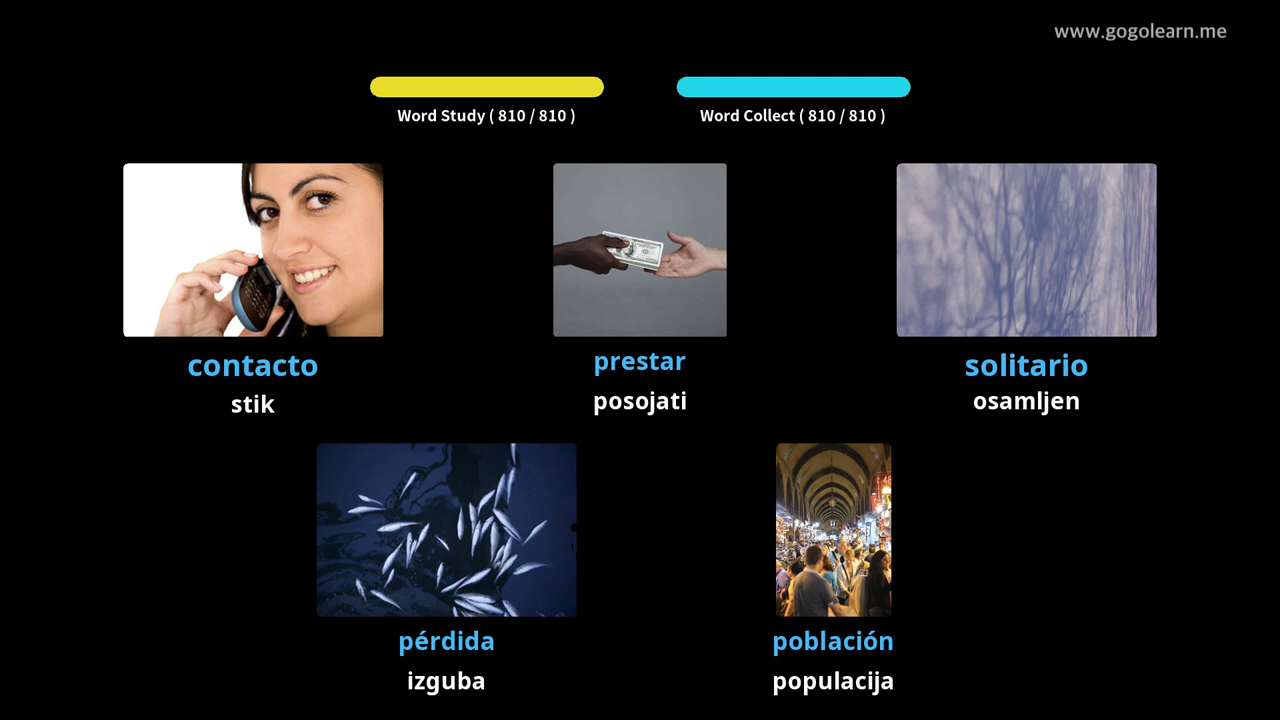 www.gogolearn.me
Word Study ( 810 / 810 )
Word Collect ( 810 / 810 )
contacto
stik
prestar
posojati
solitario
osamljen
pérdida
izguba
población
populacija